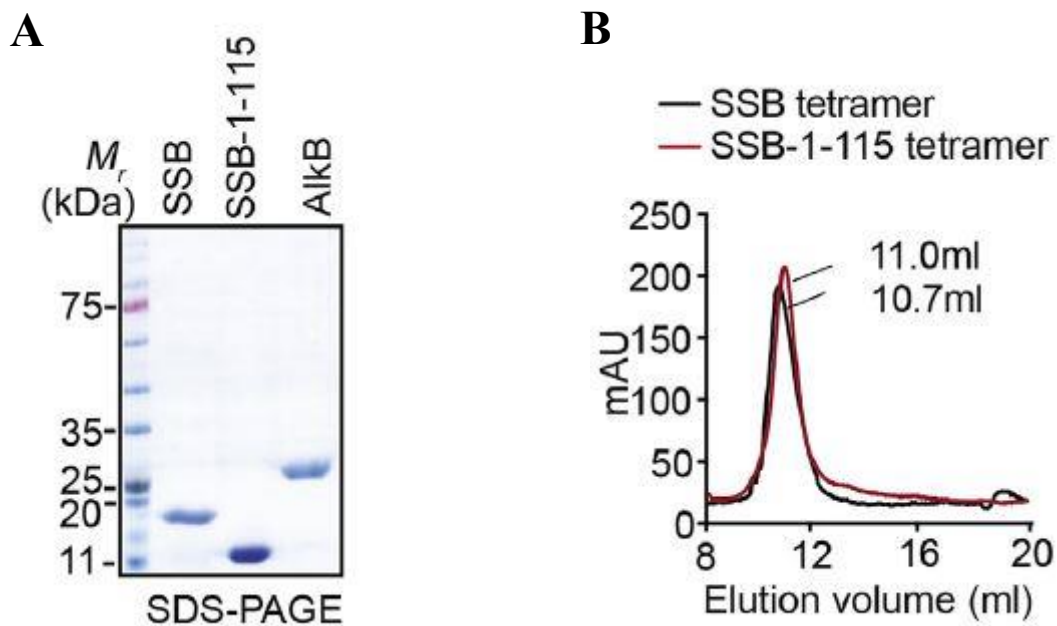 A
M_r
(kDa)
SSB
SSB-1-115
AlkB
75-
35-
25-
20-
11-
SDS-PAGE
B
SSB tetramer
SSB-1-115 tetramer
250
200
150
100
50
0
mAU
11.0ml
10.7ml
8 12 16 20
Elution volume (ml)